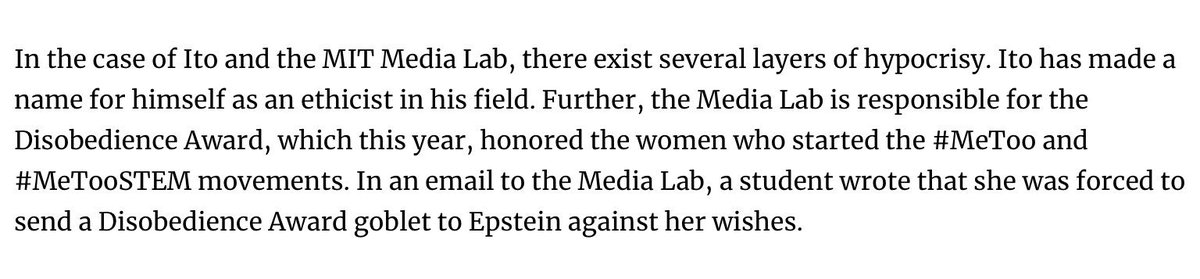 In the case of Ito and the MIT Media Lab, there exist several layers of hypocrisy. Ito has made a
name for himself as an ethicist in his field. Further, the Media Lab is responsible for the
Disobedience Award, which this year, honored the women who started the #MeToo and
#MeTooSTEM movements. In an email to the Media Lab, a student wrote that she was forced to
send a Disobedience Award goblet to Epstein against her wishes.